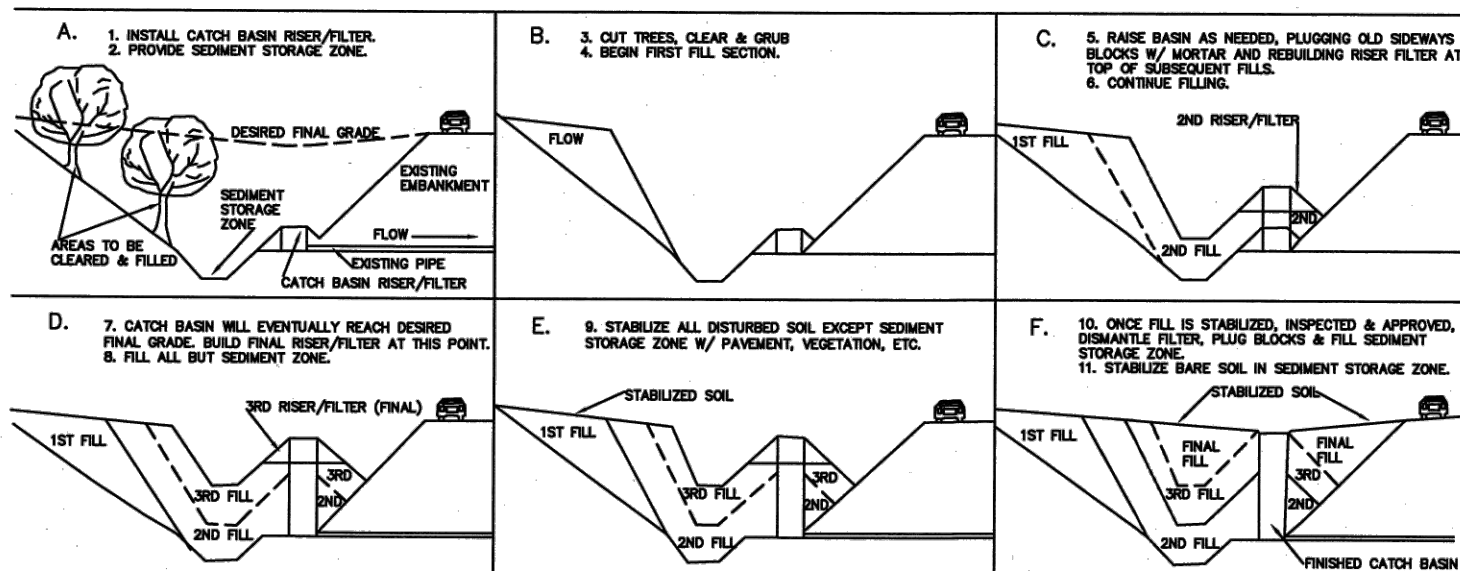 A.
1. INSTALL CATCH BASIN RISER/FILTER.
2. PROVIDE SEDIMENT STORAGE ZONE.
DESIRED FINAL GRADE
EXISTING
EMBANKMENT
SEDIMENT
STORAGE
ZONE
FLOW
AREAS TO BE
CLEARED & FILLED
EXISTING PIPE
CATCH BASIN RISER/FILTER
B.
3. CUT TREES, CLEAR & GRUB
4. BEGIN FIRST FILL SECTION.
FLOW
C.
5. RAISE BASIN AS NEEDED, PLUGGING OLD SIDEWAYS
BLOCKS W/ MORTAR AND REBUILDING RISER FILTER AT
TOP OF SUBSEQUENT FILLS.
6. CONTINUE FILLING.
2ND RISER/FILTER
1ST FILL
2ND
2ND FILL
D.
7. CATCH BASIN WILL EVENTUALLY REACH DESIRED
FINAL GRADE. BUILD FINAL RISER/FILTER AT THIS POINT.
8. FILL ALL BUT SEDIMENT ZONE.
3RD RISER/FILTER (FINAL)
1ST FILL
3RD
3RD FILL
2ND
2ND FILL
E.
9. STABILIZE ALL DISTURBED SOIL EXCEPT SEDIMENT
STORAGE ZONE W/ PAVEMENT, VEGETATION, ETC.
STABILIZED SOIL
1ST FILL
3RD
3RD FILL
2ND
2ND FILL
F.
10. ONCE FILL IS STABILIZED, INSPECTED & APPROVED,
DISMANTLE FILTER, PLUG BLOCKS & FILL SEDIMENT
STORAGE ZONE.
11. STABILIZE BARE SOIL IN SEDIMENT STORAGE ZONE.
STABILIZED SOIL
1ST FILL
FINAL
FILL
FINAL
FILL
3RD
3RD FILL
2ND
2ND FILL
FINISHED CATCH BASIN